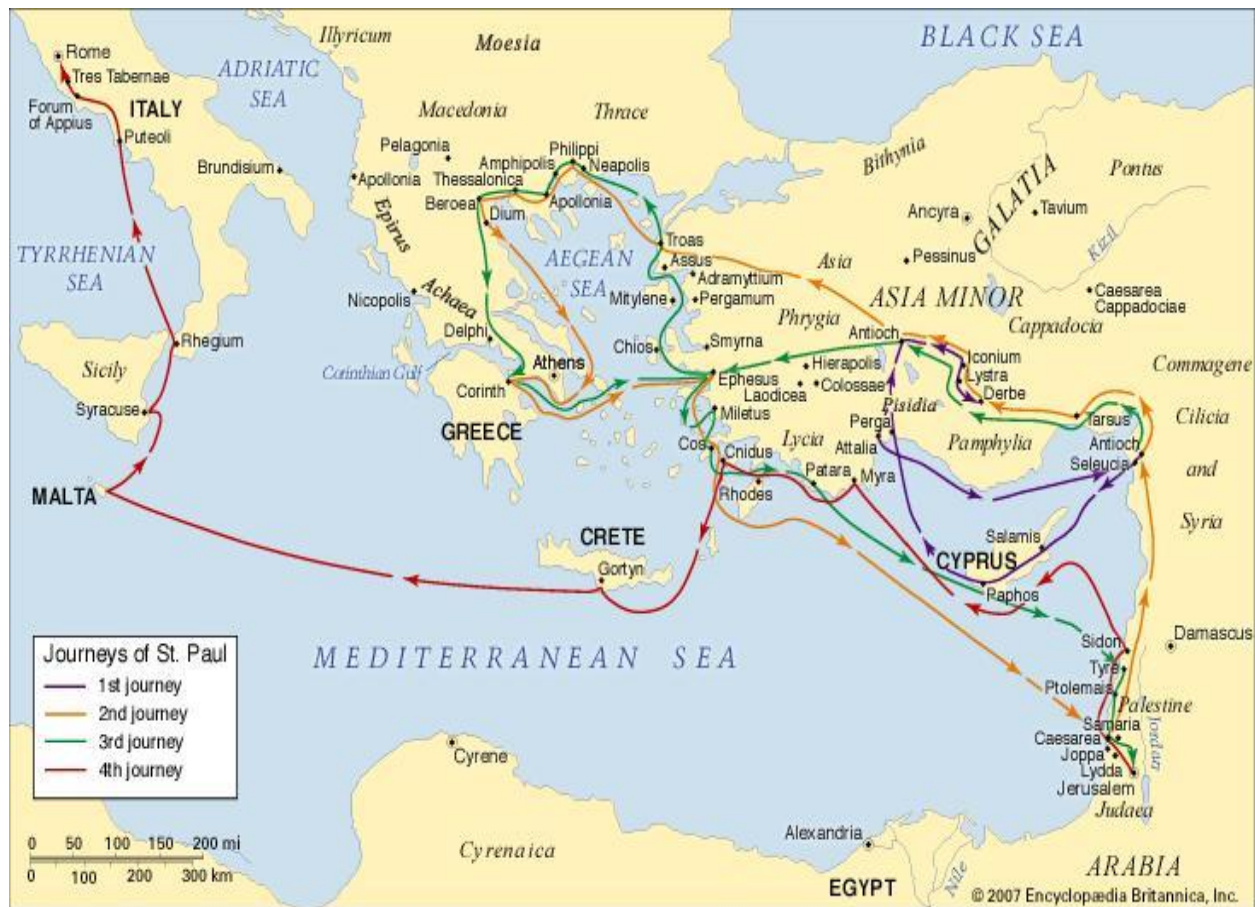 Illyricum
Moesia
BLACK SEA
Rome
Tres Tabernae
ADRIATIC
SEA
Forum
of Appius
ITALY
Puteoli
Brundisium
Macedonia
Thrace
Pelagonia
Philippi
Amphipolis
Neapolis
Thessalonica
Apollonia
Beroea
Apollonia
Dium
Epirus
Bithynia
GALATIA
Pontus
Ancyra
Tavium
Kizil
Pessinus
TYRRHENIAN
SEA
AEGEAN
SEA
Troas
Assus
Adramyttium
Mitylene
Pergamum
Asia
ASIA MINOR
Caesarea
Cappadociae
Cappadocia
Nicopolis
Achaea
Phrygia
Antioch
Rhegium
Delphi
Chios
Smyrna
Iconium
Lystra
Derbe
Commagene
Sicily
Corinthian Gulf
Athens
Hierapolis
Colossae
Laodicea
Corinth
Ephesus
Syracuse
GREECE
Miletus
Pisidia
Perga
Attalia
Pamphylia
Tarsus
Cilicia
and
Syria
Antioch
Seleucia
Cos
Cnidus
Lycia
Patara
Myra
Rhodes
MALTA
CRETE
Gortyn
Salamis
CYPRUS
Paphos
Sidon
Damascus
Tyre
Ptolemais
Palestine
Samaria
Caesarea
Joppa
Lydda
Jordan
Jerusalem
Judaea
MEDITERRANEAN SEA
Journeys of St. Paul
1st journey
2nd journey
3rd journey
4th journey
Cyrene
Cyrenaica
Alexandria
EGYPT
Nile
ARABIA
0 50 100 150 200 mi
0 100 200 300 km
© 2007 Encyclopædia Britannica, Inc.